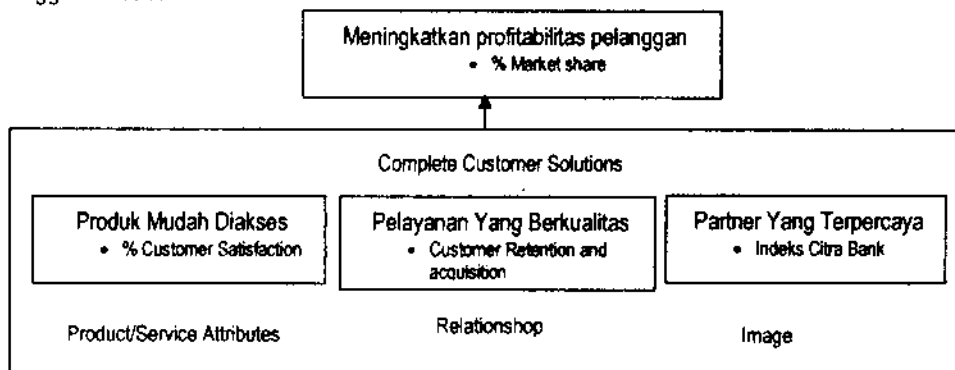 Meningkatkan profitabilitas pelanggan
• % Market share
Complete Customer Solutions
Produk Mudah Diakses
• % Customer Satisfaction
Pelayanan Yang Berkualitas
• Customer Retention and
acquisition
Partner Yang Terpercaya
• Indeks Citra Bank
Product/Service Attributes
Relationshop
Image